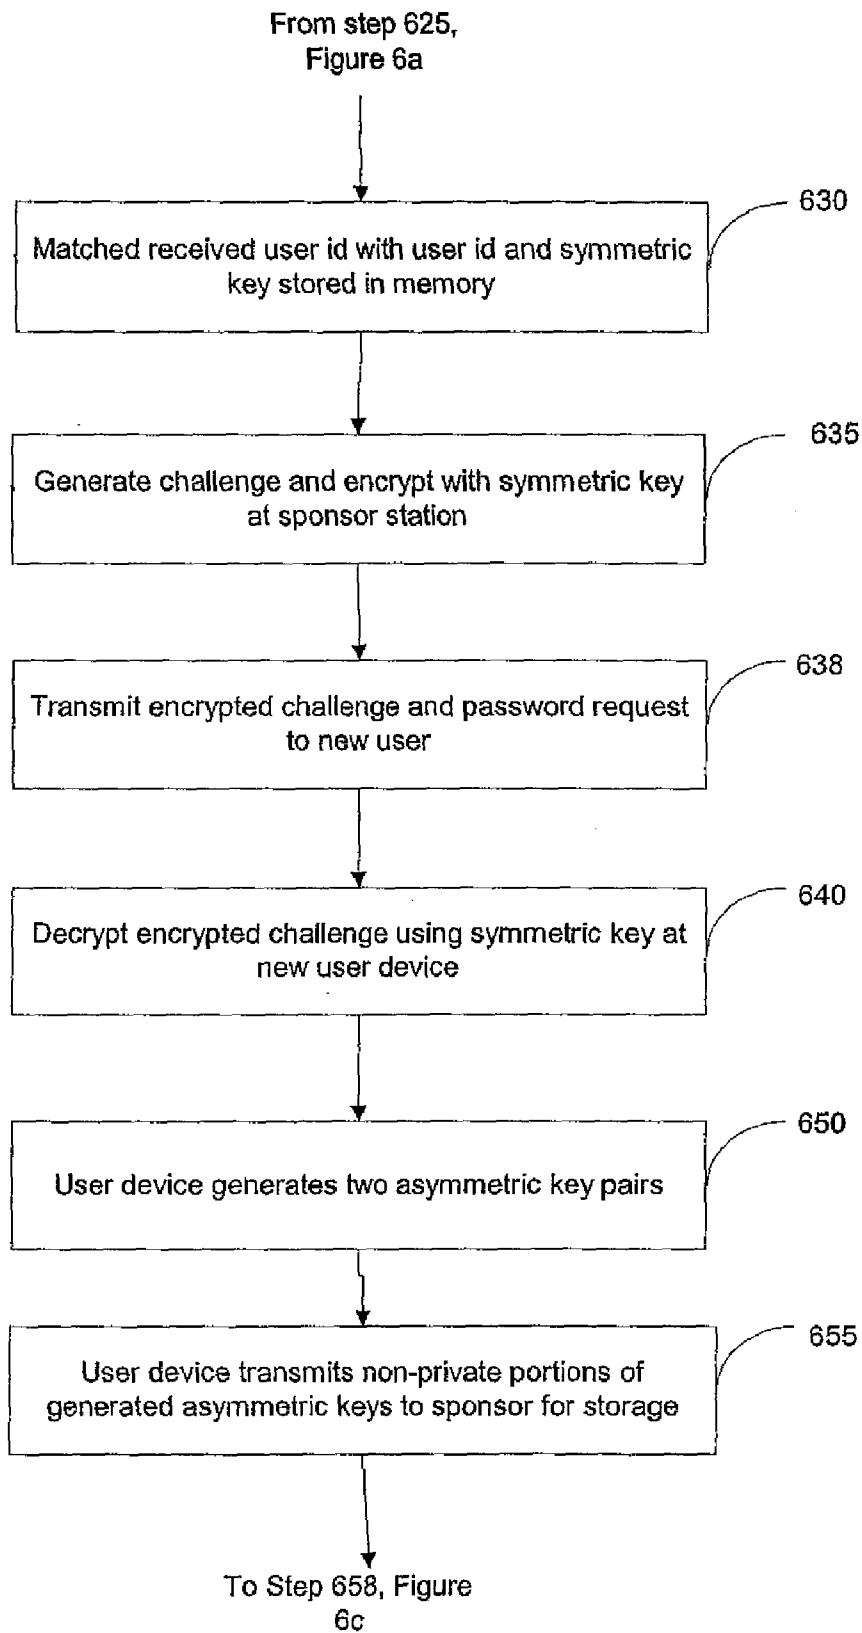 From step 625,
Figure 6a
630
Matched received user id with user id and symmetric
key stored in memory
635
Generate challenge and encrypt with symmetric key
at sponsor station
638
Transmit encrypted challenge and password request
to new user
640
Decrypt encrypted challenge using symmetric key at
new user device
650
User device generates two asymmetric key pairs
655
User device transmits non-private portions of
generated asymmetric keys to sponsor for storage
To Step 658, Figure
6c